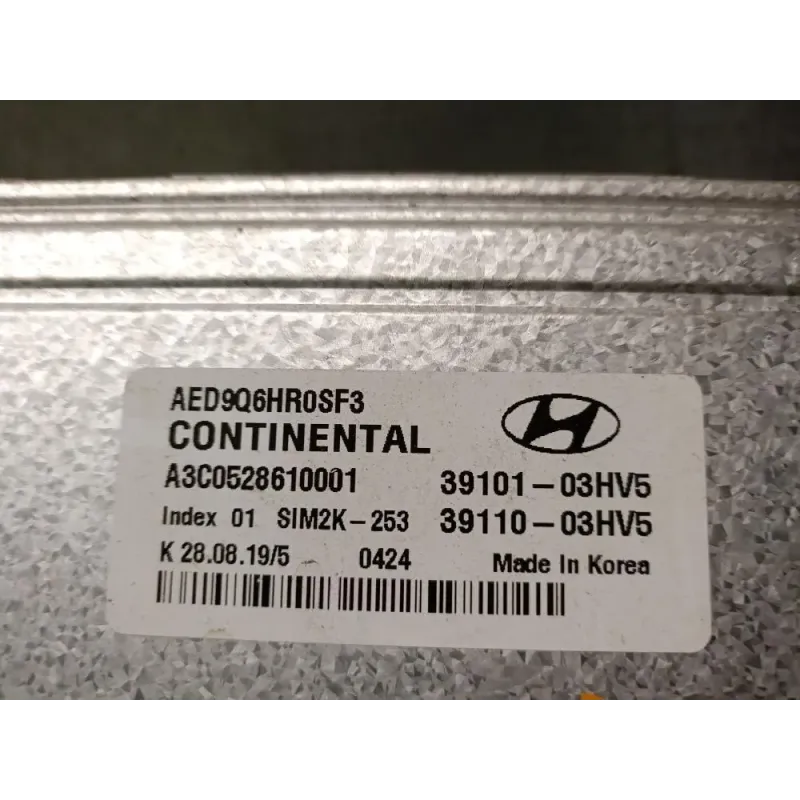 AED9Q6HR0SF3
CONTINENTAL
A3C0528610001 39101-03HV5
Index 01 SIM2K-253 39110-03HV5
K 28.08.19/5 0424 Made In Korea